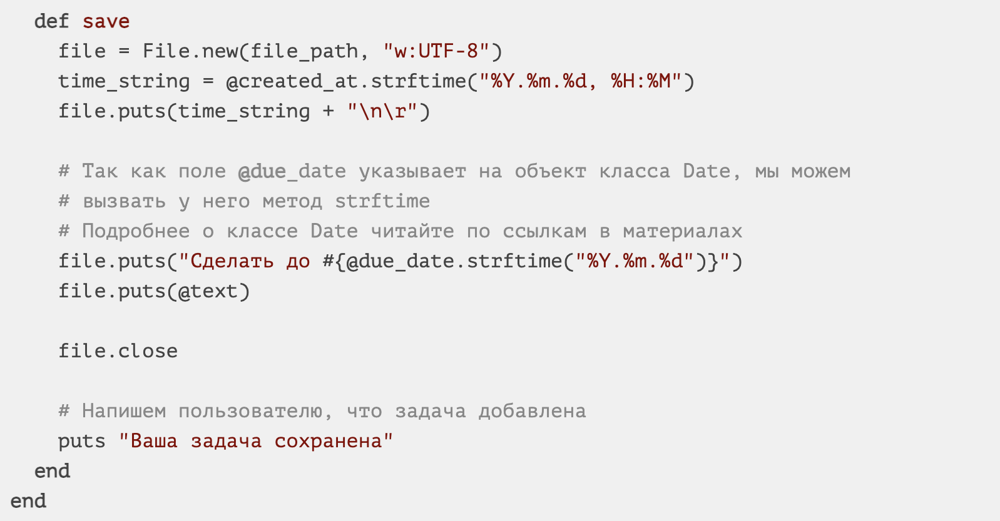 def save
file = File.new(file_path, "w:UTF-8")
time_string = @created_at.strftime("%Y.%m.%d, %H:%M")
file.puts(time_string + "\n\r")
# Так как поле @due_date указывает на объект класса Date, мы можем
# вызвать у него метод strftime
# Подробнее о классе Date читайте по ссылкам в материалах
file.puts("Сделать до #{@due_date.strftime("%Y.%m.%d")}")
file.puts(@text)
file.close
# Напишем пользователю, что задача добавлена
puts "Ваша задача сохранена"
end
end